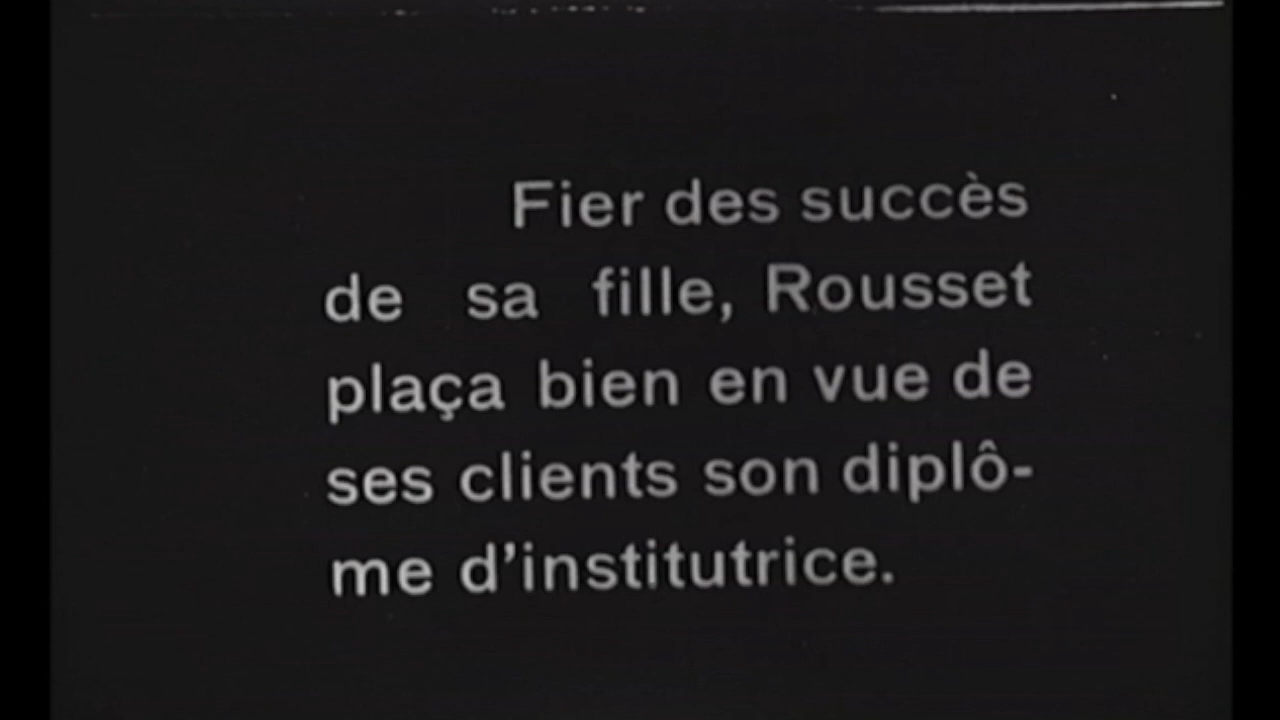 Fier des succès
de sa fille, Rousset
plaça bien en vue de
ses clients son diplô-
me d'institutrice.